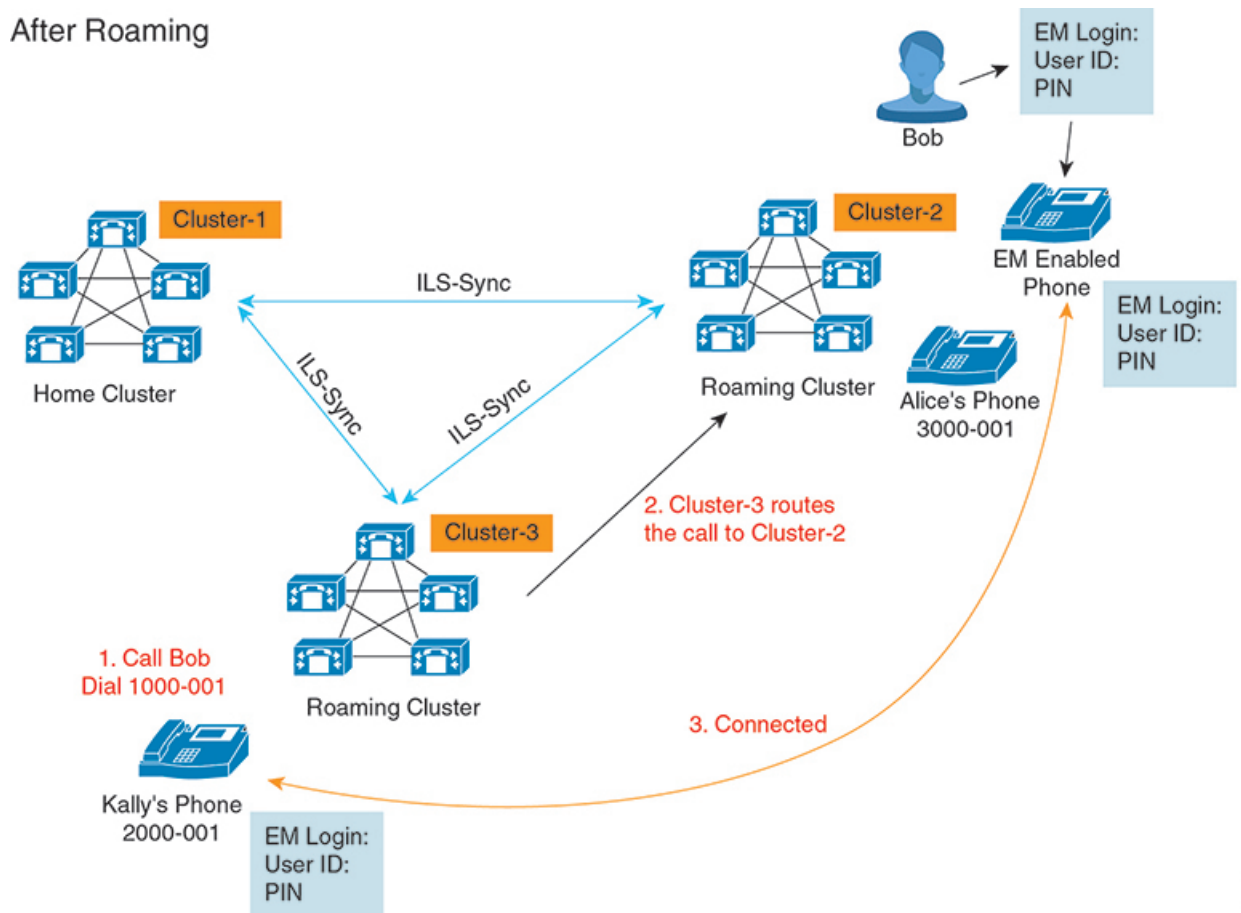 After Roaming
EM Login:
User ID:
PIN
Bob
Cluster-1
Cluster-2
EM Enabled
Phone
ILS-Sync
EM Login:
User ID:
PIN
Home Cluster
Roaming Cluster
Alice's Phone
3000-001
ILS-Sync
ILS-Sync
Cluster-3
2. Cluster-3 routes
the call to Cluster-2
1. Call Bob
Dial 1000-001
Roaming Cluster
3. Connected
Kally's Phone
2000-001
EM Login:
User ID:
PIN